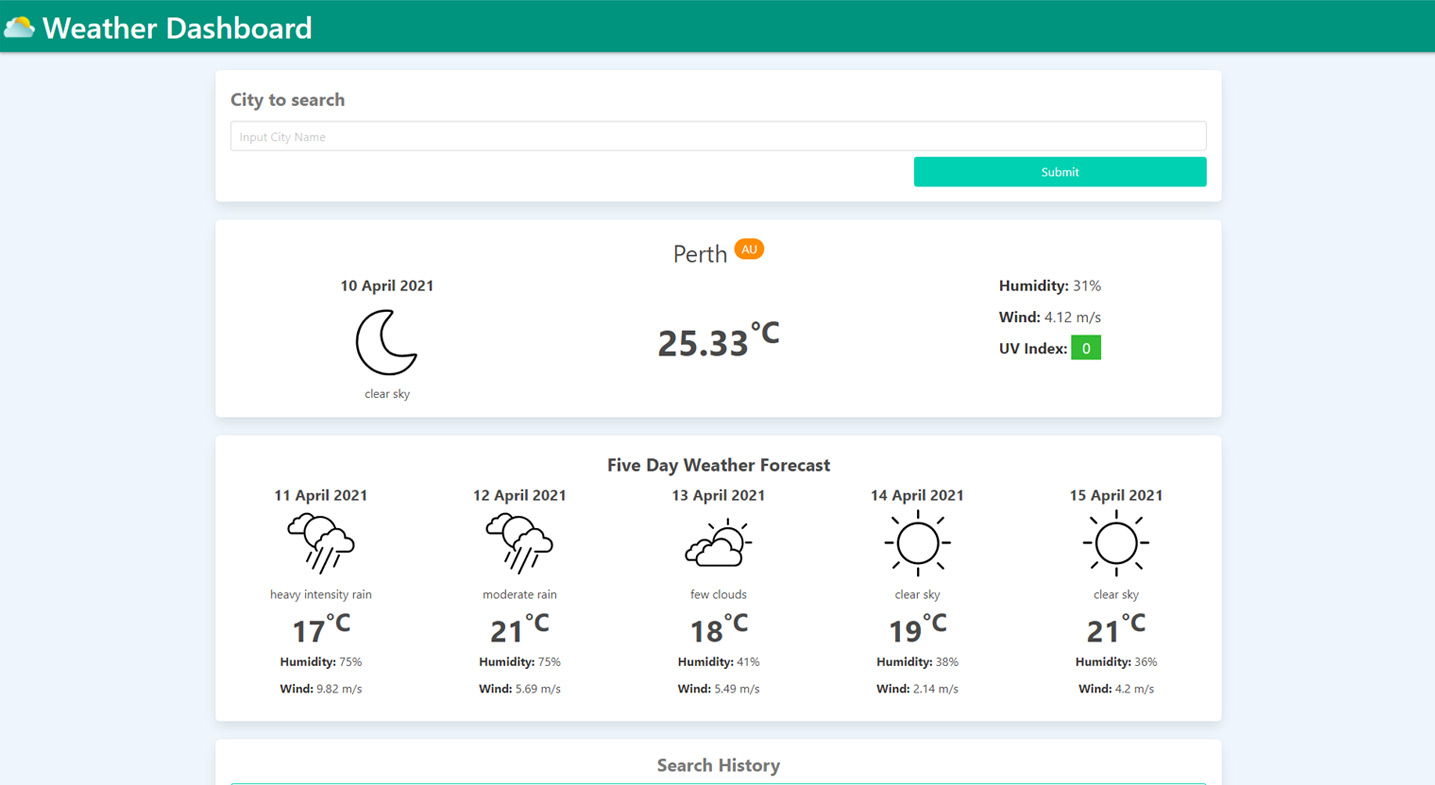 Weather Dashboard
City to search
Input City Name
Submit
Perth AU
10 April 2021
clear sky
25.33°C
Humidity: 31%
Wind: 4.12 m/s
UV Index: 0
Five Day Weather Forecast
11 April 2021
heavy intensity rain
17°C
Humidity: 75%
Wind: 9.82 m/s
12 April 2021
moderate rain
21°C
Humidity: 75%
Wind: 5.69 m/s
13 April 2021
few clouds
18°C
Humidity: 41%
Wind: 5.49 m/s
14 April 2021
clear sky
19°C
Humidity: 38%
Wind: 2.14 m/s
15 April 2021
clear sky
21°C
Humidity: 36%
Wind: 4.2 m/s
Search History